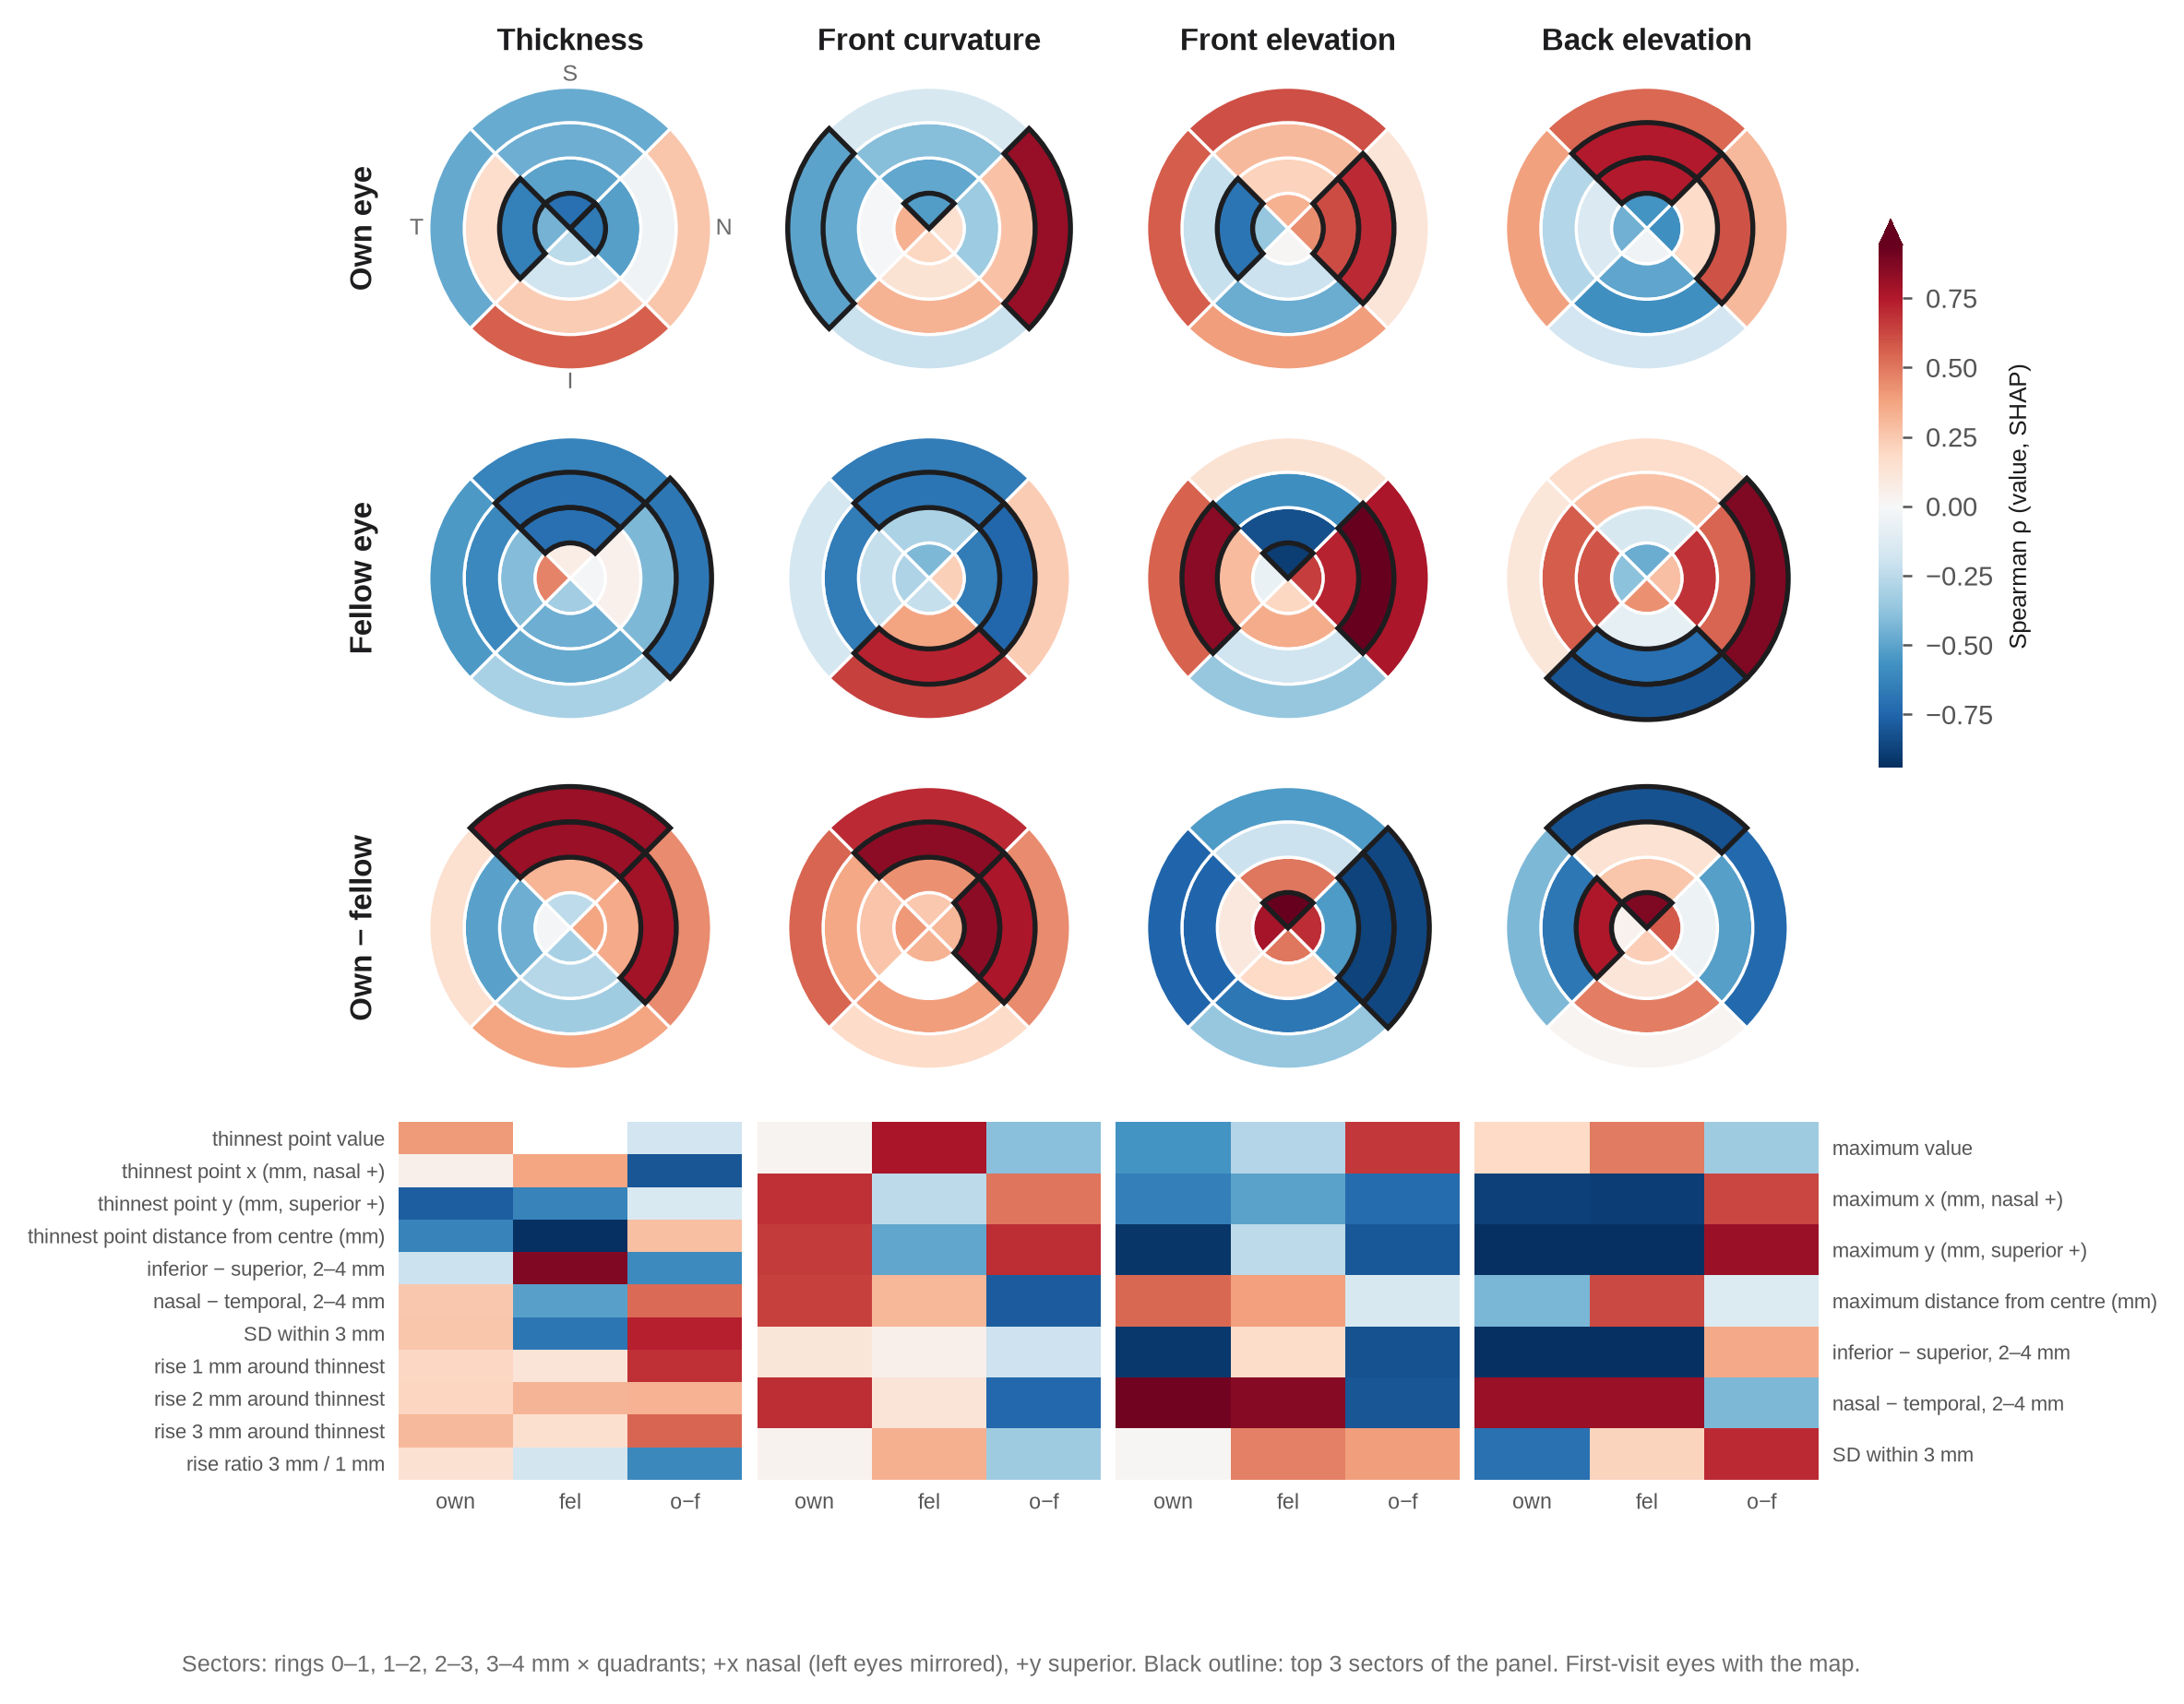 Thickness
Front curvature
Front elevation
Back elevation
S
T
N
I
Own eye
Fellow eye
Own − fellow
0.75
0.50
0.25
0.00
−0.25
−0.50
−0.75
Spearman ρ (value, SHAP)
thinnest point value
thinnest point x (mm, nasal +)
thinnest point y (mm, superior +)
thinnest point distance from centre (mm)
inferior − superior, 2–4 mm
nasal − temporal, 2–4 mm
SD within 3 mm
rise 1 mm around thinnest
rise 2 mm around thinnest
rise 3 mm around thinnest
rise ratio 3 mm / 1 mm
maximum value
maximum x (mm, nasal +)
maximum y (mm, superior +)
maximum distance from centre (mm)
inferior − superior, 2–4 mm
nasal − temporal, 2–4 mm
SD within 3 mm
own fel o−f
own fel o−f
own fel o−f
own fel o−f
Sectors: rings 0–1, 1–2, 2–3, 3–4 mm × quadrants; +x nasal (left eyes mirrored), +y superior. Black outline: top 3 sectors of the panel. First-visit eyes with the map.